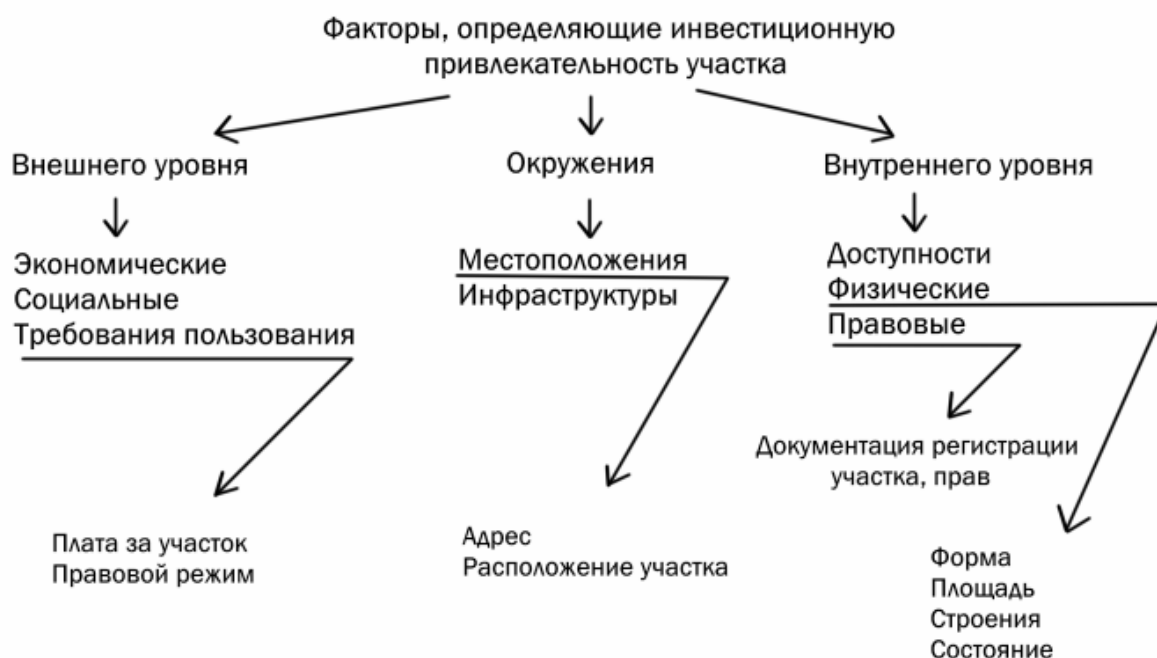 Факторы, определяющие инвестиционную
привлекательность участка
Внешнего уровня
Экономические
Социальные
Требования пользования
Плата за участок
Правовой режим
Окружения
Местоположения
Инфраструктуры
Адрес
Расположение участка
Внутреннего уровня
Доступности
Физические
Правовые
Документация регистрации
участка, прав
Форма
Площадь
Строения
Состояние